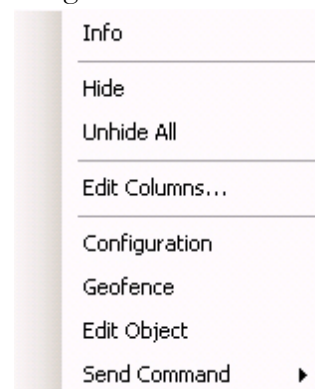 Info
Hide
Unhide All
Edit Columns...
Configuration
Geofence
Edit Object
Send Command